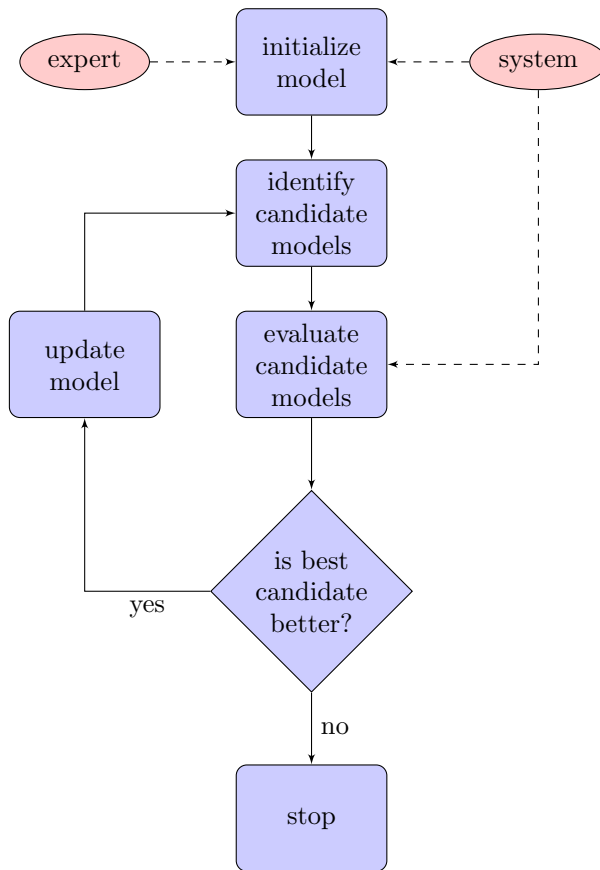 expert
initialize
model
system
identify
candidate
models
update
model
evaluate
candidate
models
is best
candidate
better?
yes
no
stop